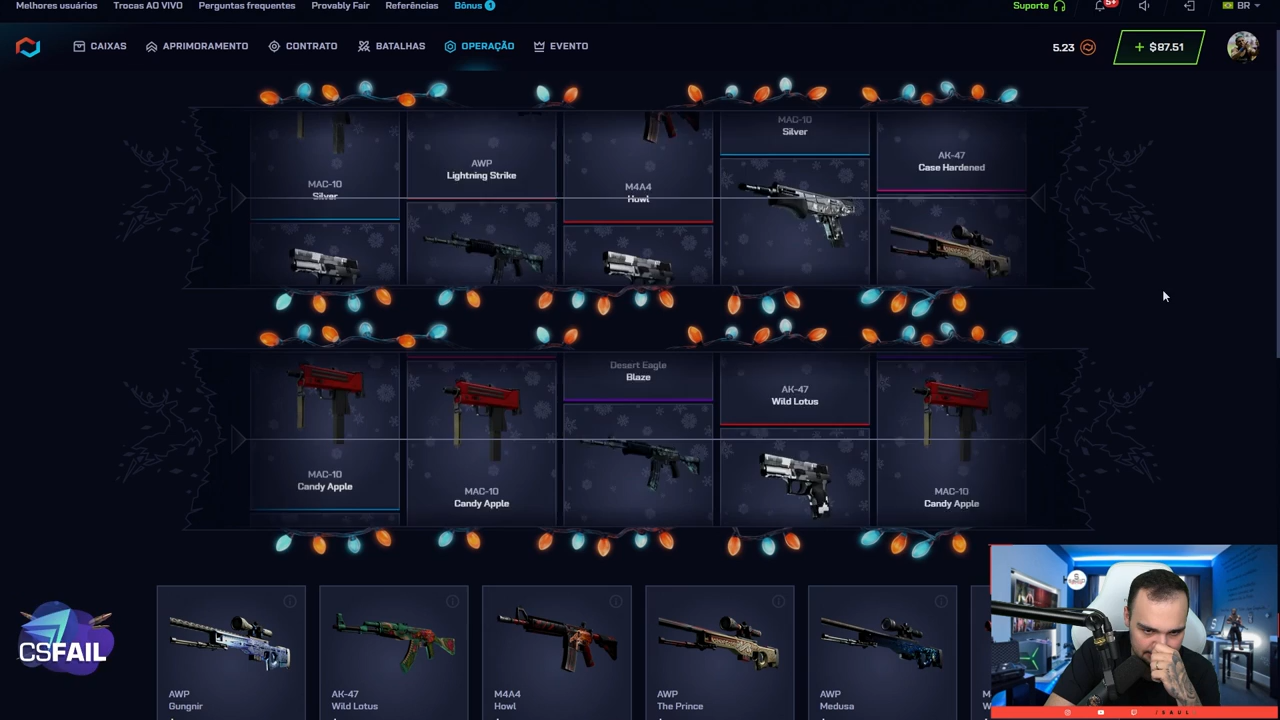 Melhores usuários Trocas AO VIVO Perguntas frequentes Provably Fair Referências Bônus 1 Suporte 5+ BR
CAIXAS APRIMORAMENTO CONTRATO BATALHAS OPERAÇÃO EVENTO 5.23 + $87.51
MAC-10
Silver
AWP
Lightning Strike
M4A4
Howl
MAC-10
Silver
AK-47
Case Hardened
MAC-10
Candy Apple
MAC-10
Candy Apple
Desert Eagle
Blaze
AK-47
Wild Lotus
MAC-10
Candy Apple
CSFAIL
AWP
Gungnir
AK-47
Wild Lotus
M4A4
Howl
AWP
The Prince
AWP
Medusa
/SAUL